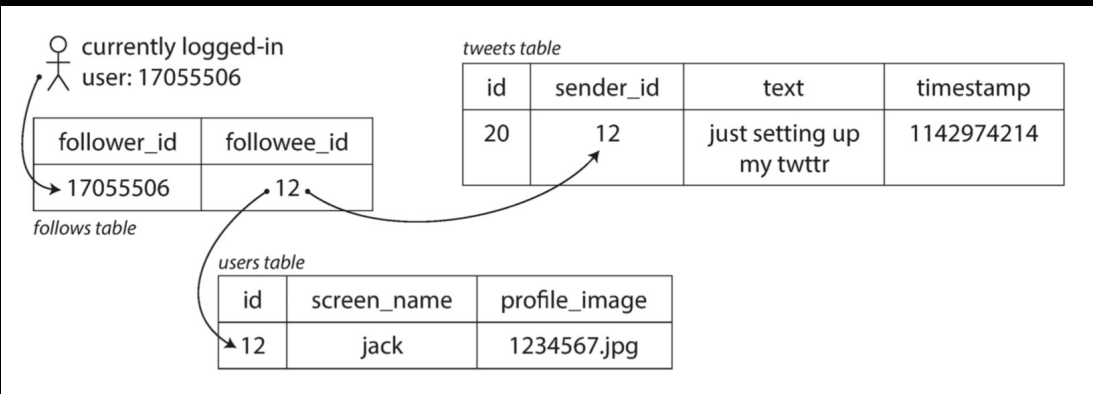 currently logged-in
user: 17055506
follower_id followee_id
17055506 12
follows table
tweets table
id sender_id text timestamp
20 12 just setting up 1142974214
my twttr
users table
id screen_name profile_image
12 jack 1234567.jpg